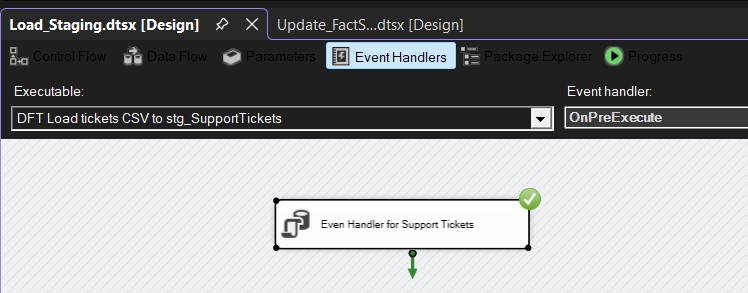 Load_Staging.dtsx [Design] Update_FactS...dtsx [Design]
Control Flow Data Flow Parameters Event Handlers Package Explorer Progress
Executable: Event handler:
DFT Load tickets CSV to stg_SupportTickets OnPreExecute
Even Handler for Support Tickets